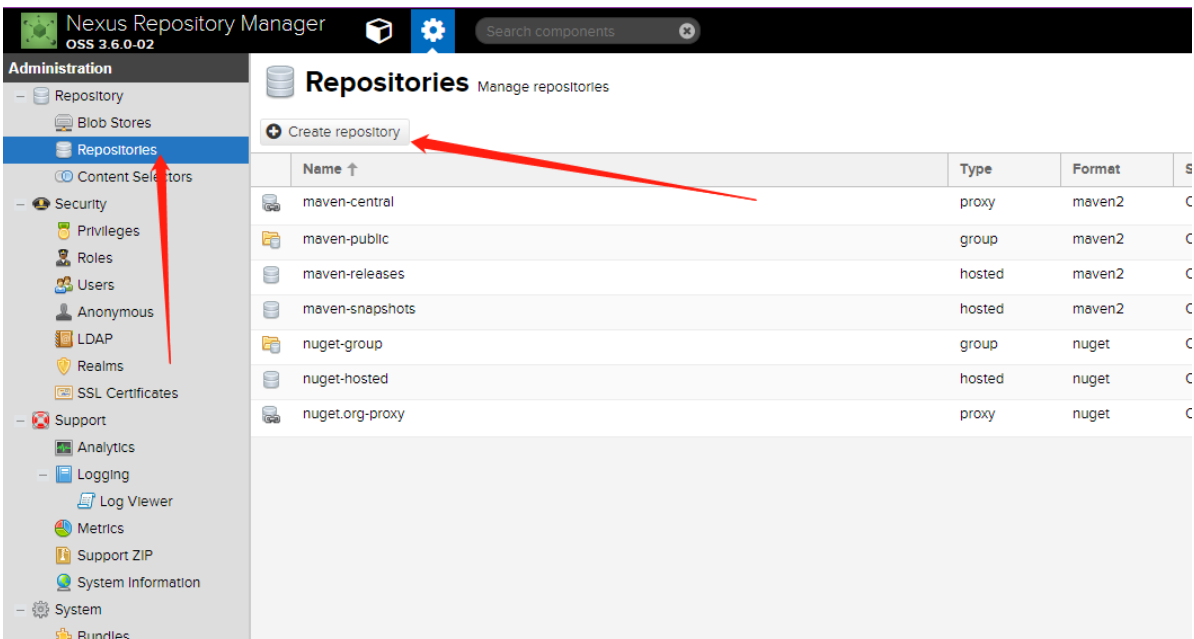 Nexus Repository Manager
OSS 3.6.0-02
Search components
Administration
Repository
Blob Stores
Repositories
Content Selectors
Security
Privileges
Roles
Users
Anonymous
LDAP
Realms
SSL Certificates
Support
Analytics
Logging
Log Viewer
Metrics
Support ZIP
System Information
System
Bundles
Repositories Manage repositories
Create repository
Name Type Format
maven-central proxy maven2
maven-public group maven2
maven-releases hosted maven2
maven-snapshots hosted maven2
nuget-group group nuget
nuget-hosted hosted nuget
nuget.org-proxy proxy nuget